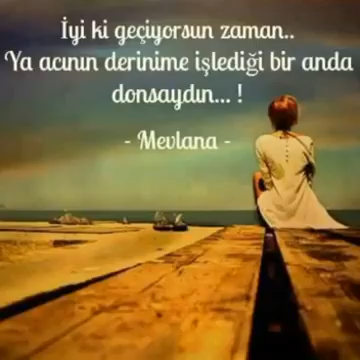 İyi ki geçiyorsun zaman..
Ya acının derinime işlediği bir anda
donsaydın... !
- Mevlana -